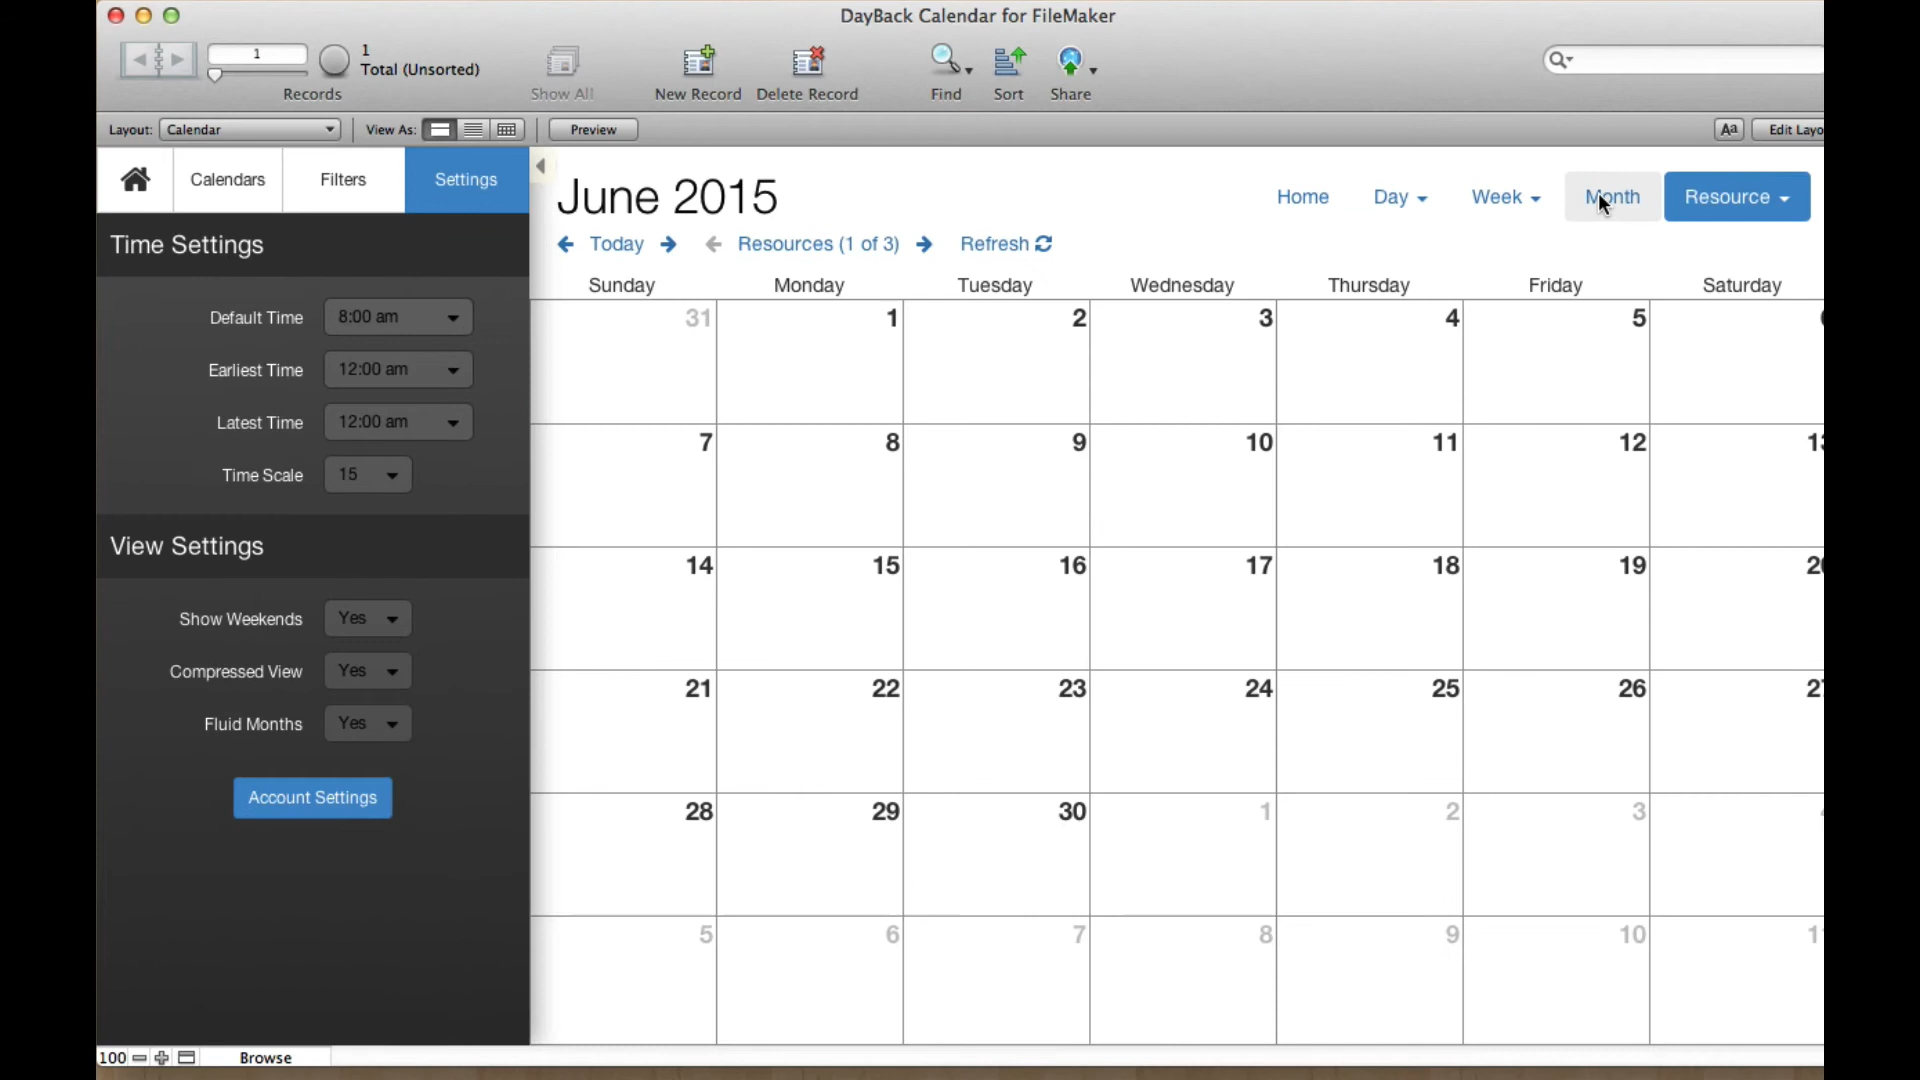 DayBack Calendar for FileMaker
1
1
Total (Unsorted)
Records
Show All
New Record
Delete Record
Find
Sort
Share
Layout: Calendar
View As:
Preview
Aa
Edit Layo
Calendars
Filters
Settings
June 2015
Home
Day
Week
Month
Resource
Today
Resources (1 of 3)
Refresh
Time Settings
Default Time 8:00 am
Earliest Time 12:00 am
Latest Time 12:00 am
Time Scale 15
View Settings
Show Weekends Yes
Compressed View Yes
Fluid Months Yes
Account Settings
Sunday Monday Tuesday Wednesday Thursday Friday Saturday
31 1 2 3 4 5
7 8 9 10 11 12 13
14 15 16 17 18 19 20
21 22 23 24 25 26 27
28 29 30 1 2 3
5 6 7 8 9 10
100
Browse